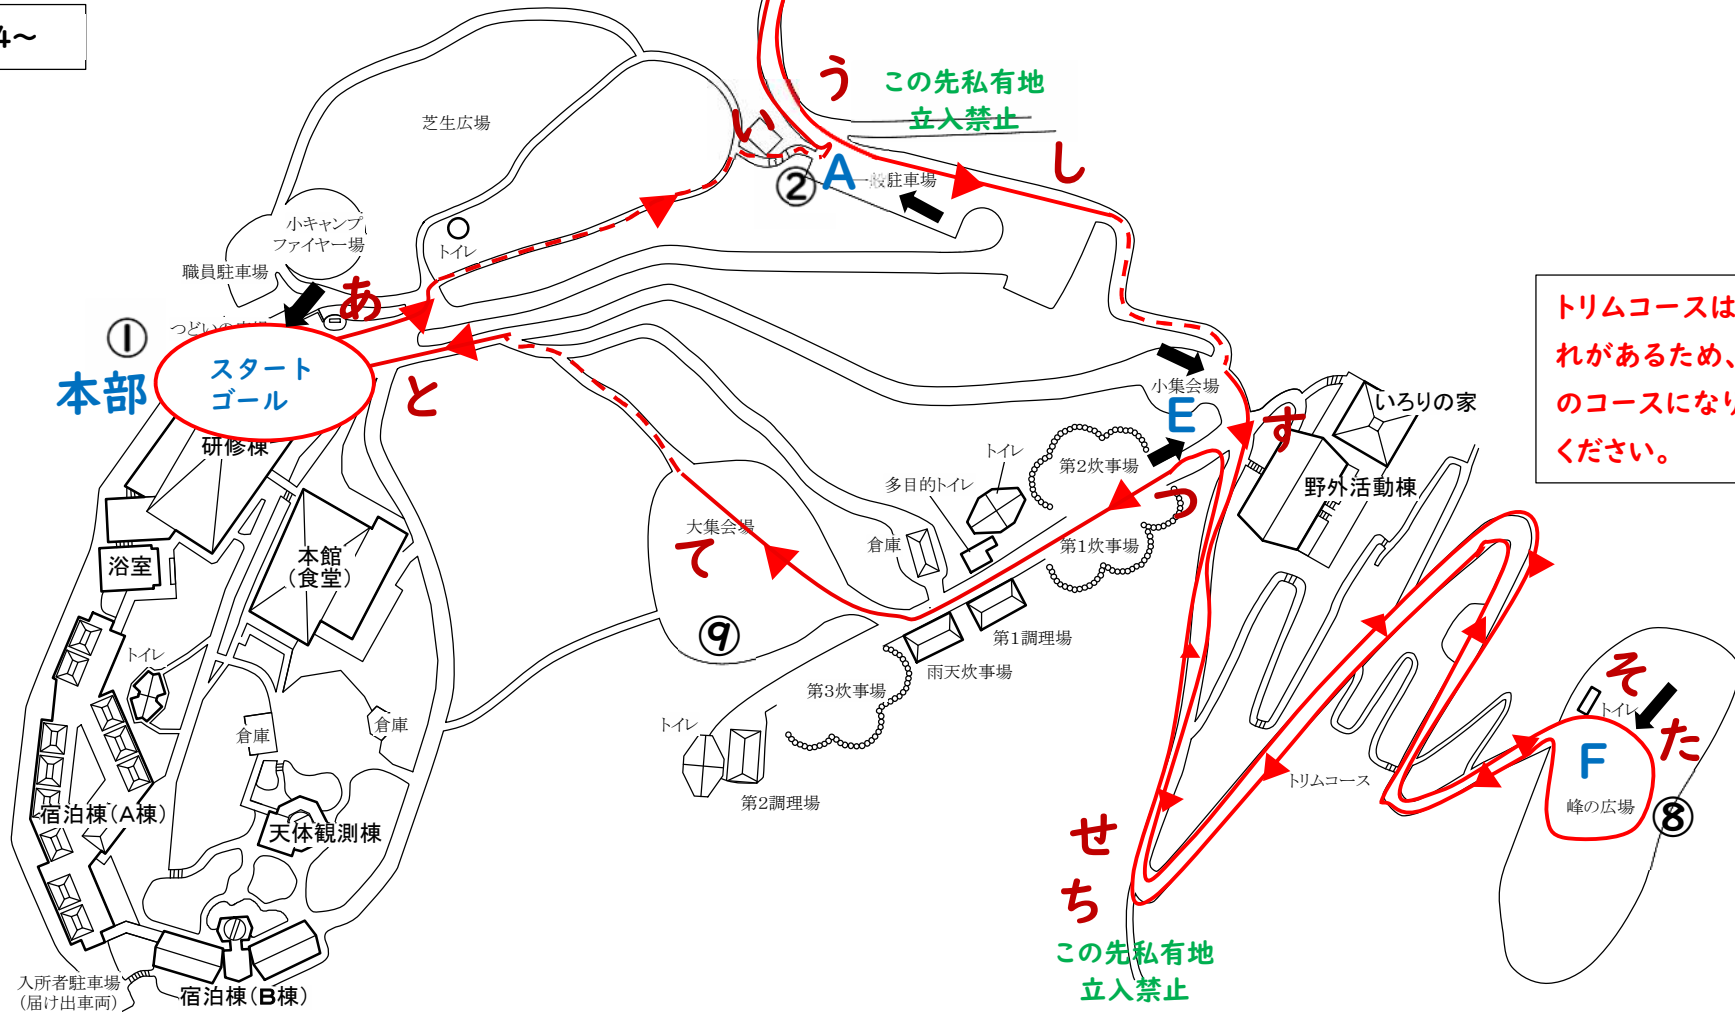 4～
う
この先私有地
立入禁止
い
し
芝生広場
②
A
一般駐車場
小キャンプ
ファイヤー場
トイレ
職員駐車場
あ
①
本部
スタート
ゴール
と
トリムコースは
れがあるため、
のコースになり
ください。
小集会場
E
す
いろりの家
研修棟
トイレ
第2炊事場
多目的トイレ
つ
野外活動棟
大集会場
て
倉庫
第1炊事場
浴室
本館
(食堂)
⑨
第1調理場
雨天炊事場
トイレ
第3炊事場
そ
トイレ
た
倉庫
倉庫
トイレ
F
トリムコース
峰の広場
⑧
第2調理場
宿泊棟(A棟)
天体観測棟
せ
ち
この先私有地
立入禁止
入所者駐車場
(届け出車両)
宿泊棟(B棟)